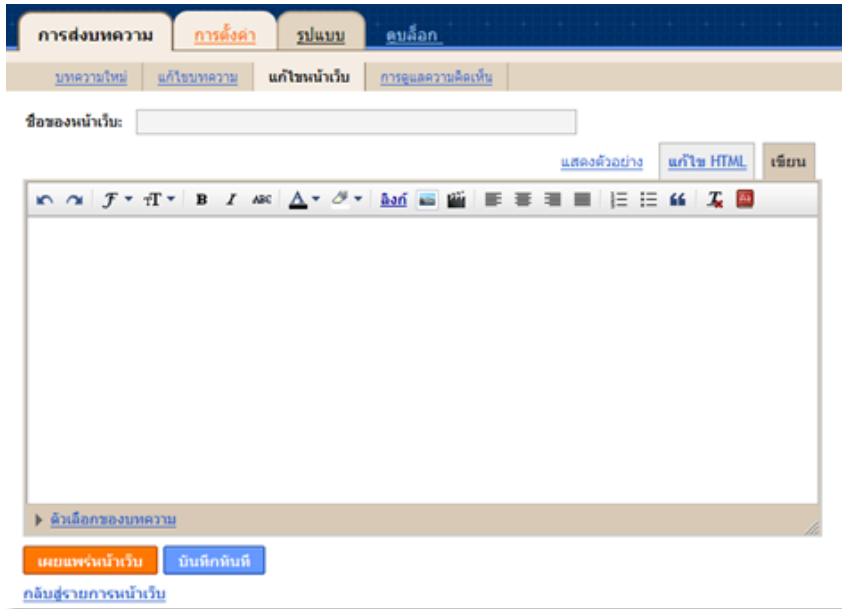 การส่งบทความ การตั้งค่า รูปแบบ ดูบล็อก
บทความใหม่ แก้ไขบทความ แก้ไขหน้าเว็บ การดูแลความคิดเห็น
ชื่อของหน้าเว็บ:
แสดงตัวอย่าง แก้ไข HTML เขียน
F T B I ABC A ลิงก์ T
ตัวเลือกของบทความ
เผยแพร่หน้าเว็บ บันทึกทันที
กลับสู่รายการหน้าเว็บ